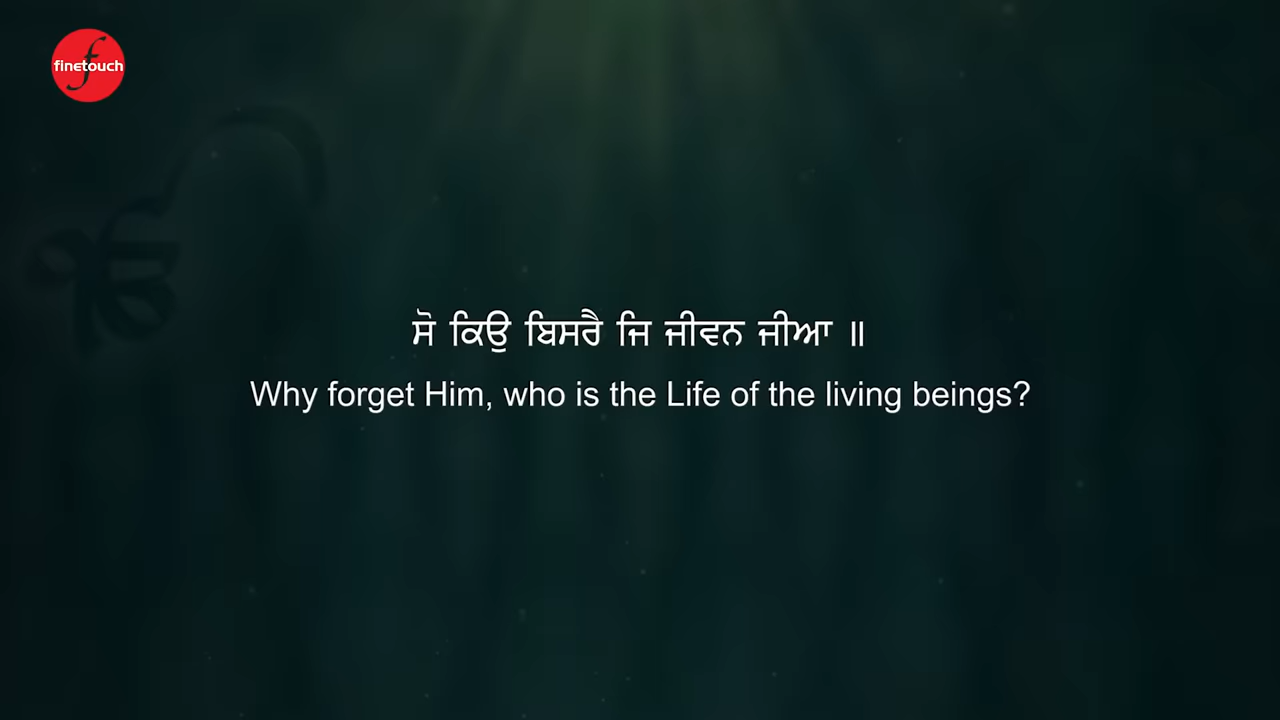 finetouch
ਸੋ ਕਿਉ ਬਿਸਰੈ ਜਿ ਜੀਵਨ ਜੀਆ ॥
Why forget Him, who is the Life of the living beings?